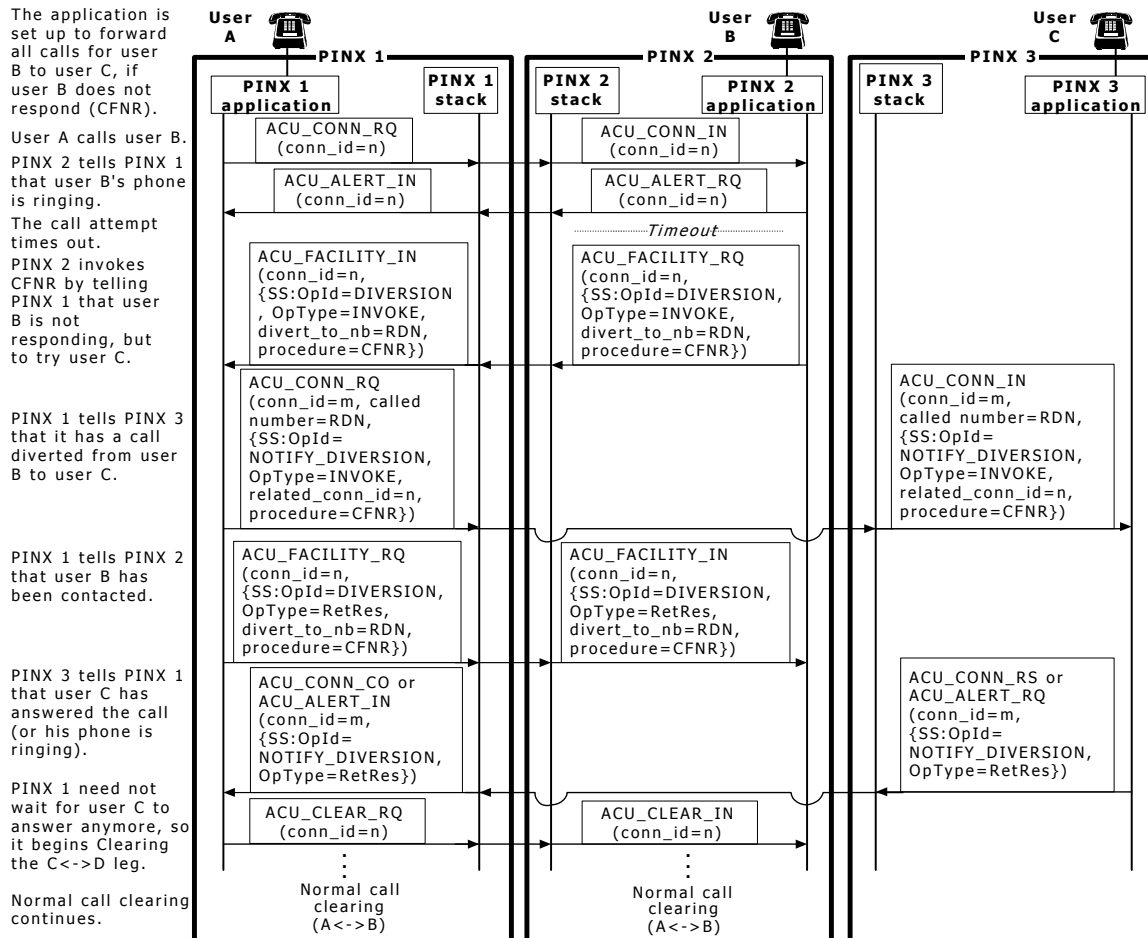 The application is
set up to forward
all calls for user
B to user C, if
user B does not
respond (CFNR).
User A calls user B.
PINX 2 tells PINX 1
that user B's phone
is ringing.
The call attempt
times out.
PINX 2 invokes
CFNR by telling
PINX 1 that user
B is not
responding, but
to try user C.
PINX 1 tells PINX 3
that it has a call
diverted from user
B to user C.
PINX 1 tells PINX 2
that user B has
been contacted.
PINX 3 tells PINX 1
that user C has
answered the call
(or his phone is
ringing).
PINX 1 need not
wait for user C to
answer anymore, so
it begins Clearing
the C<->D leg.
Normal call clearing
continues.
User
A
User
B
User
C
PINX 1
PINX 2
PINX 3
PINX 1
application
PINX 1
stack
PINX 2
stack
PINX 2
application
PINX 3
stack
PINX 3
application
ACU_CONN_RQ
(conn_id=n)
ACU_CONN_IN
(conn_id=n)
ACU_ALERT_IN
(conn_id=n)
ACU_ALERT_RQ
(conn_id=n)
Timeout
ACU_FACILITY_IN
(conn_id=n,
{SS:OpId=DIVERSION
, OpType=INVOKE,
divert_to_nb=RDN,
procedure=CFNR})
ACU_FACILITY_RQ
(conn_id=n,
{SS:OpId=DIVERSION,
OpType=INVOKE,
divert_to_nb=RDN,
procedure=CFNR})
ACU_CONN_RQ
(conn_id=m, called
number=RDN,
{SS:OpId=
NOTIFY_DIVERSION,
OpType=INVOKE,
related_conn_id=n,
procedure=CFNR})
ACU_CONN_IN
(conn_id=m,
called number=RDN,
{SS:OpId=
NOTIFY_DIVERSION,
OpType=INVOKE,
related_conn_id=n,
procedure=CFNR})
ACU_FACILITY_RQ
(conn_id=n,
{SS:OpId=DIVERSION,
OpType=RetRes,
divert_to_nb=RDN,
procedure=CFNR})
ACU_FACILITY_IN
(conn_id=n,
{SS:OpId=DIVERSION,
OpType=RetRes,
divert_to_nb=RDN,
procedure=CFNR})
ACU_CONN_CO or
ACU_ALERT_IN
(conn_id=m,
{SS:OpId=
NOTIFY_DIVERSION,
OpType=RetRes})
ACU_CONN_RS or
ACU_ALERT_RQ
(conn_id=m,
{SS:OpId=
NOTIFY_DIVERSION,
OpType=RetRes})
ACU_CLEAR_RQ
(conn_id=n)
ACU_CLEAR_IN
(conn_id=n)
Normal call
clearing
(A<->B)
Normal call
clearing
(A<->B)